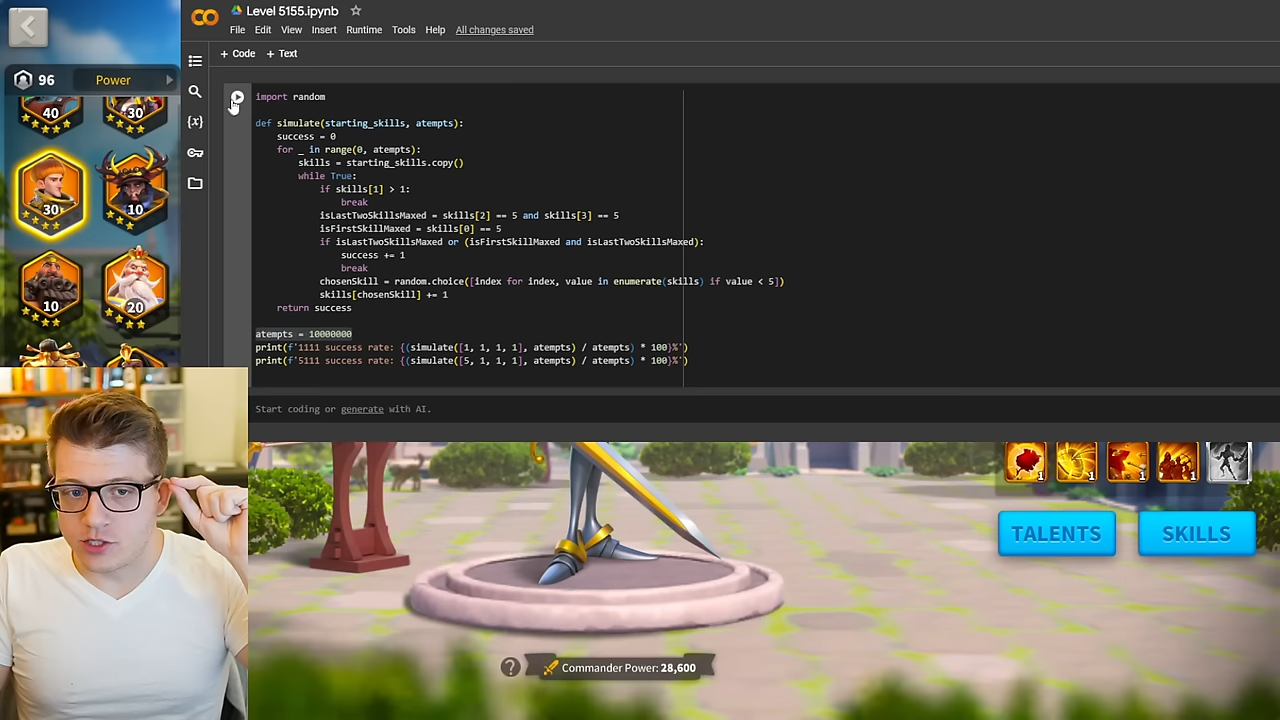 Level 5155.ipynb
File Edit View Insert Runtime Tools Help All changes saved
+ Code + Text
96 Power
40 30
30 10
10 20
{x}
import random
def simulate(starting_skills, atempts):
success = 0
for _ in range(0, atempts):
skills = starting_skills.copy()
while True:
if skills[1] > 1:
break
isLastTwoSkillsMaxed = skills[2] == 5 and skills[3] == 5
isFirstSkillMaxed = skills[0] == 5
if isLastTwoSkillsMaxed or (isFirstSkillMaxed and isLastTwoSkillsMaxed):
success += 1
break
chosenSkill = random.choice([index for index, value in enumerate(skills) if value < 5])
skills[chosenSkill] += 1
return success
atempts = 10000000
print(f'1111 success rate: {(simulate([1, 1, 1, 1], atempts) / atempts) * 100}%')
print(f'5111 success rate: {(simulate([5, 1, 1, 1], atempts) / atempts) * 100}%')
Start coding or generate with AI.
1 1 1 1
TALENTS SKILLS
? Commander Power: 28,600